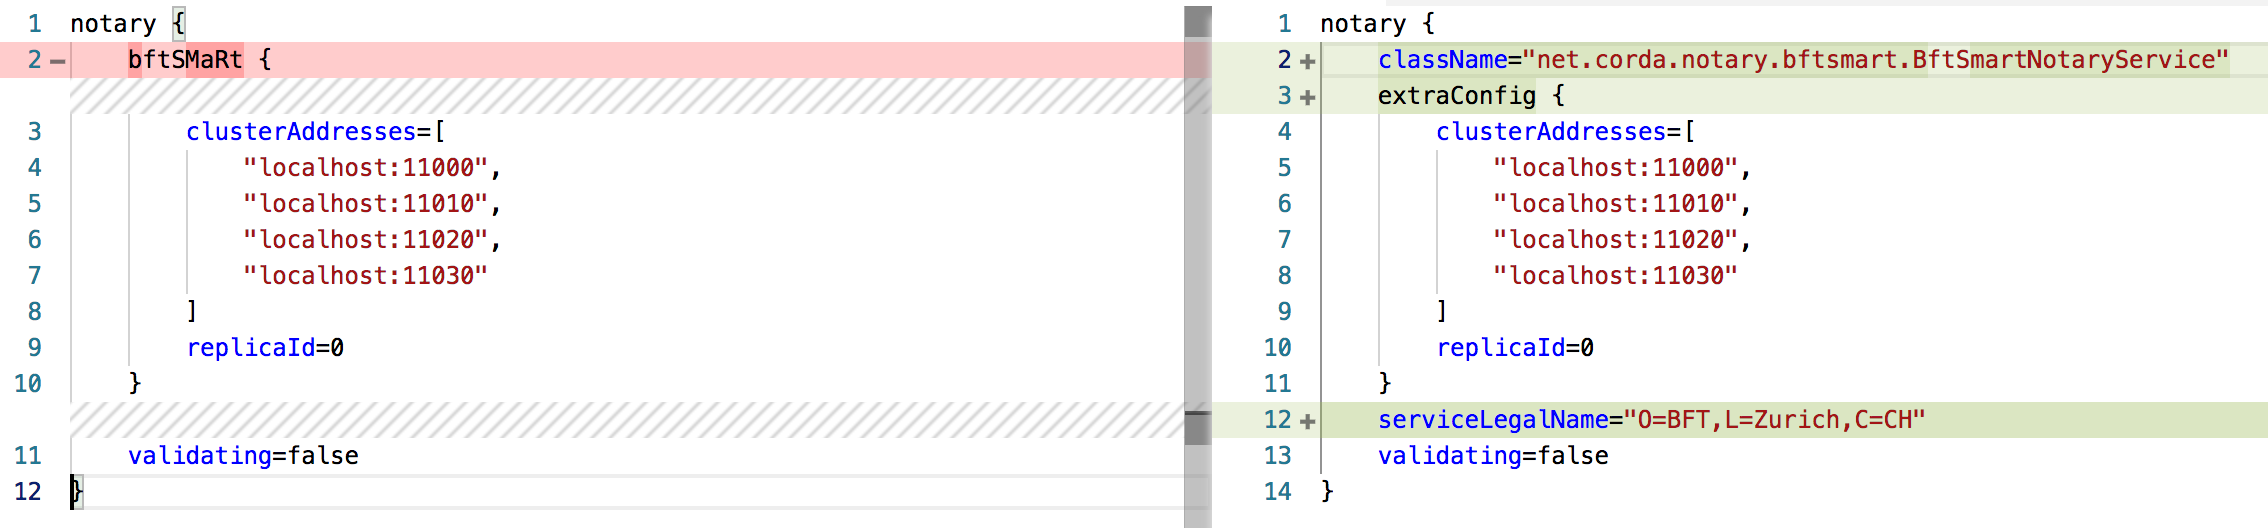 1 notary {
2 − bftSMaRt {
3 clusterAddresses=[
4 "localhost:11000",
5 "localhost:11010",
6 "localhost:11020",
7 "localhost:11030"
8 ]
9 replicaId=0
10 }
11 validating=false
12 }
1 notary {
2 + className="net.corda.notary.bftsmart.BftSmartNotaryService"
3 + extraConfig {
4 clusterAddresses=[
5 "localhost:11000",
6 "localhost:11010",
7 "localhost:11020",
8 "localhost:11030"
9 ]
10 replicaId=0
11 }
12 + serviceLegalName="O=BFT,L=Zurich,C=CH"
13 validating=false
14 }